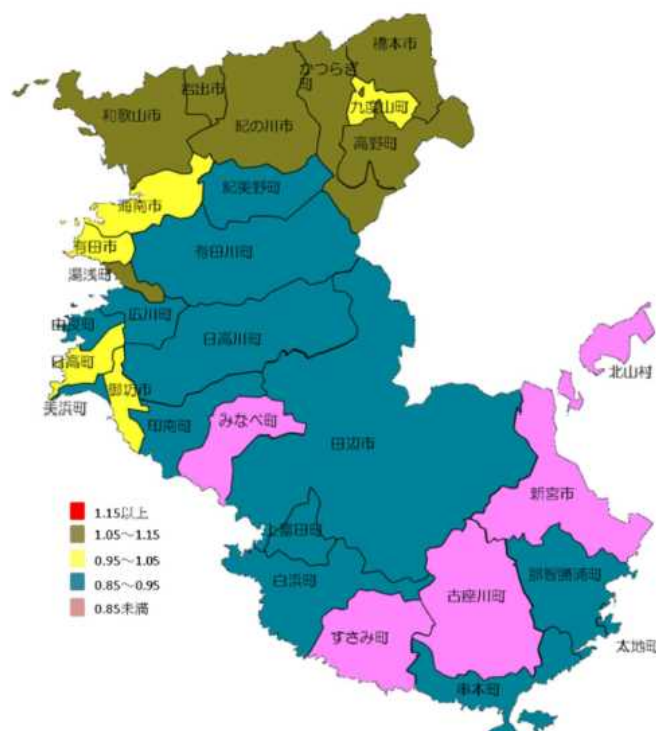 橋本市
かつらぎ
町
岩出市
九度山町
和歌山市
紀の川市
高野町
紀美野町
海南市
有田市
有田川町
湯浅町
広川町
由良町
日高川町
北山村
日高町
御坊市
美浜町
みなべ町
印南町
田辺市
新宮市
1.15以上
1.05～1.15
上富田町
0.95～1.05
那智勝浦町
白浜町
0.85～0.95
古座川町
0.85未満
すさみ町
太地町
串本町